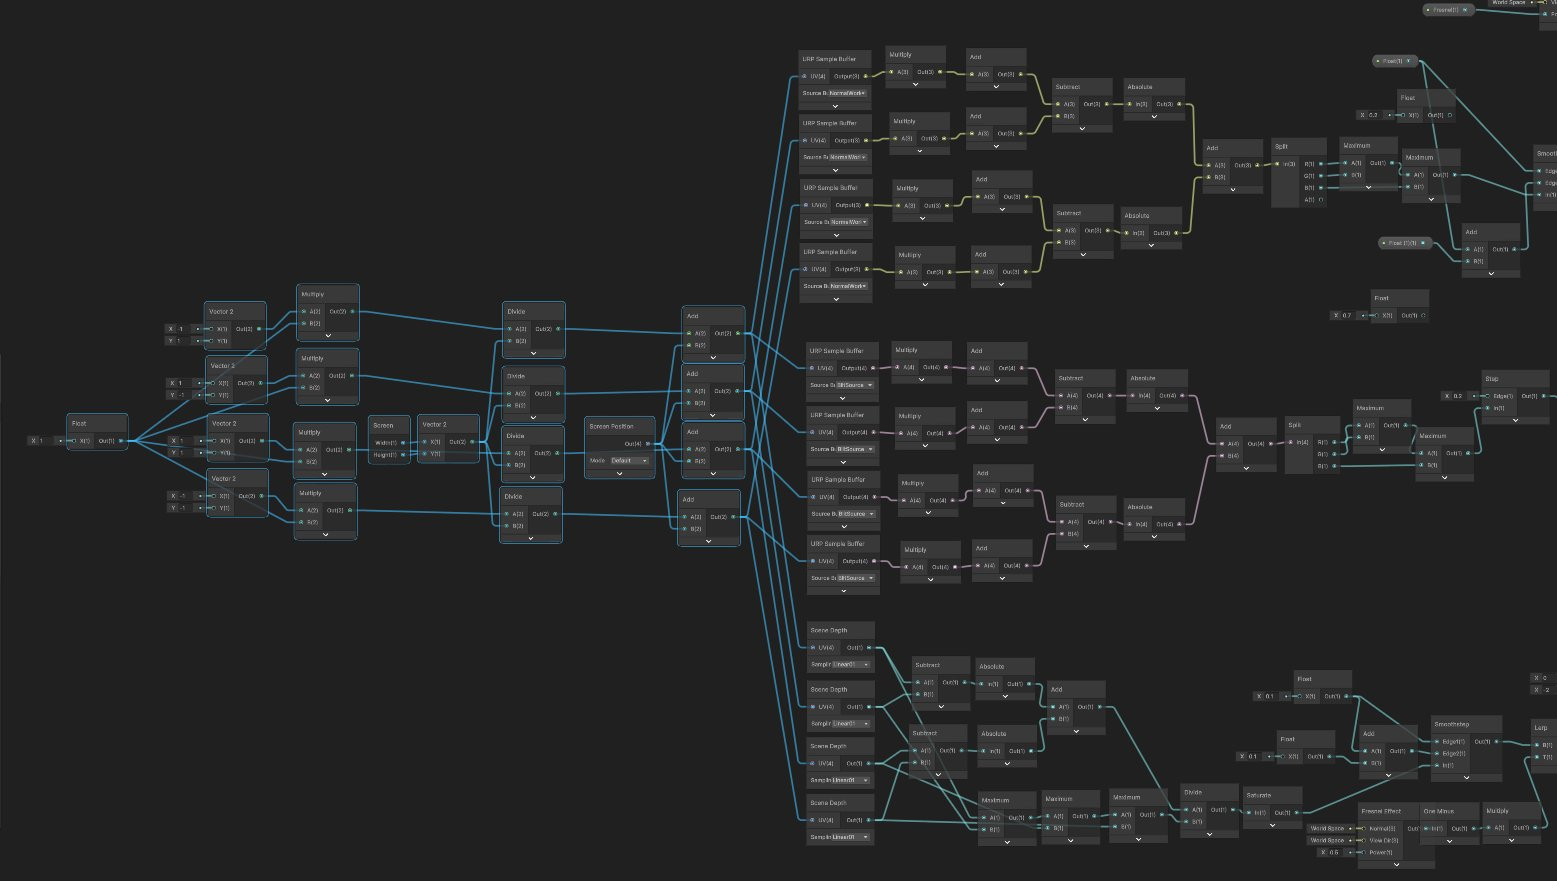 Fresnel(1)
World Space
Float(1)
Float
X 0.2
X(1) Out(1)
Float (1)(1)
Float
X 0.7
X(1) Out(1)
Float
X 1
X(1) Out(1)
Vector 2
X -1
X(1) Out(2)
Y 1
Y(1)
Vector 2
X 1
X(1) Out(2)
Y -1
Y(1)
Vector 2
X 1
X(1) Out(2)
Y 1
Y(1)
Vector 2
X -1
X(1) Out(2)
Y -1
Y(1)
Multiply
A(2) Out(2)
B(2)
Multiply
A(2) Out(2)
B(2)
Multiply
A(2) Out(2)
B(2)
Multiply
A(2) Out(2)
B(2)
Screen
Width(1)
Height(1)
Vector 2
X(1) Out(2)
Y(1)
Divide
A(2) Out(2)
B(2)
Divide
A(2) Out(2)
B(2)
Divide
A(2) Out(2)
B(2)
Divide
A(2) Out(2)
B(2)
Screen Position
Out(4)
Mode Default
Add
A(2) Out(2)
B(2)
Add
A(2) Out(2)
B(2)
Add
A(2) Out(2)
B(2)
Add
A(2) Out(2)
B(2)
URP Sample Buffer
UV(4) Output(3)
Source Bu NormalWorl
Multiply
A(3) Out(3)
Add
A(3) Out(3)
URP Sample Buffer
UV(4) Output(3)
Source Bu NormalWorl
Multiply
A(3) Out(3)
Add
A(3) Out(3)
URP Sample Buffer
UV(4) Output(3)
Source Bu NormalWorl
Multiply
A(3) Out(3)
Add
A(3) Out(3)
URP Sample Buffer
UV(4) Output(3)
Source Bu NormalWorl
Multiply
A(3) Out(3)
Add
A(3) Out(3)
Subtract
A(3) Out(3)
B(3)
Absolute
In(3) Out(3)
Subtract
A(3) Out(3)
B(3)
Absolute
In(3) Out(3)
Add
A(3) Out(3)
B(3)
Split
In(3) R(1)
G(1)
B(1)
A(1)
Maximum
A(1) Out(1)
B(1)
Maximum
A(1) Out(1)
B(1)
Add
A(1) Out(1)
B(1)
Smooth
Edge
Edge
In(1)
URP Sample Buffer
UV(4) Output(4)
Source Bu BlitSource
Multiply
A(4) Out(4)
Add
A(4) Out(4)
URP Sample Buffer
UV(4) Output(4)
Source Bu BlitSource
Multiply
A(4) Out(4)
Add
A(4) Out(4)
URP Sample Buffer
UV(4) Output(4)
Source Bu BlitSource
Multiply
A(4) Out(4)
Add
A(4) Out(4)
URP Sample Buffer
UV(4) Output(4)
Source Bu BlitSource
Multiply
A(4) Out(4)
Add
A(4) Out(4)
Subtract
A(4) Out(4)
B(4)
Absolute
In(4) Out(4)
Subtract
A(4) Out(4)
B(4)
Absolute
In(4) Out(4)
Add
A(4) Out(4)
B(4)
Split
In(4) R(1)
G(1)
B(1)
Maximum
A(1) Out(1)
B(1)
Maximum
A(1) Out(1)
B(1)
Step
X 0.2
Edge(1) Out(1)
In(1)
Scene Depth
UV(4) Out(1)
Samplin Linear01
Scene Depth
UV(4) Out(1)
Samplin Linear01
Scene Depth
UV(4) Out(1)
Samplin Linear01
Scene Depth
UV(4) Out(1)
Samplin Linear01
Subtract
A(1) Out(1)
B(1)
Absolute
In(1) Out(1)
Subtract
A(1) Out(1)
B(1)
Absolute
In(1) Out(1)
Add
A(1) Out(1)
B(1)
Maximum
A(1) Out(1)
B(1)
Maximum
A(1) Out(1)
B(1)
Maximum
A(1) Out(1)
B(1)
Divide
A(1) Out(1)
B(1)
Saturate
In(1) Out(1)
Float
X 0.1
X(1) Out(1)
Float
X 0.1
X(1) Out(1)
Add
A(1) Out(1)
B(1)
Smoothstep
Edge1(1) Out(1)
Edge2(1)
In(1)
Fresnel Effect
World Space
Normal(3) Out(
World Space
View Dir(3)
X 0.5
Power(1)
One Minus
In(1) Out(1)
Multiply
A(1) Out(1)
X 0
X -2
Lerp
B(1)
T(1)